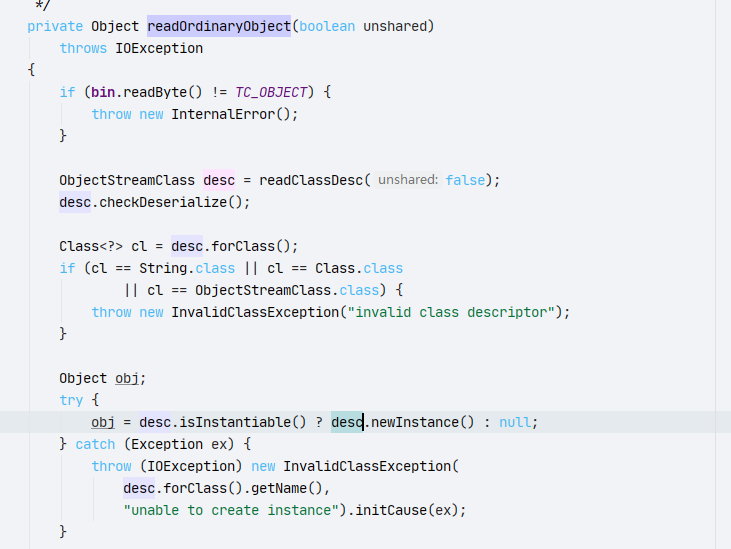 */
private Object readOrdinaryObject(boolean unshared)
throws IOException
{
if (bin.readByte() != TC_OBJECT) {
throw new InternalError();
}
ObjectStreamClass desc = readClassDesc( unshared: false);
desc.checkDeserialize();
Class<?> cl = desc.forClass();
if (cl == String.class || cl == Class.class
|| cl == ObjectStreamClass.class) {
throw new InvalidClassException("invalid class descriptor");
}
Object obj;
try {
obj = desc.isInstantiable() ? desc.newInstance() : null;
} catch (Exception ex) {
throw (IOException) new InvalidClassException(
desc.forClass().getName(),
"unable to create instance").initCause(ex);
}